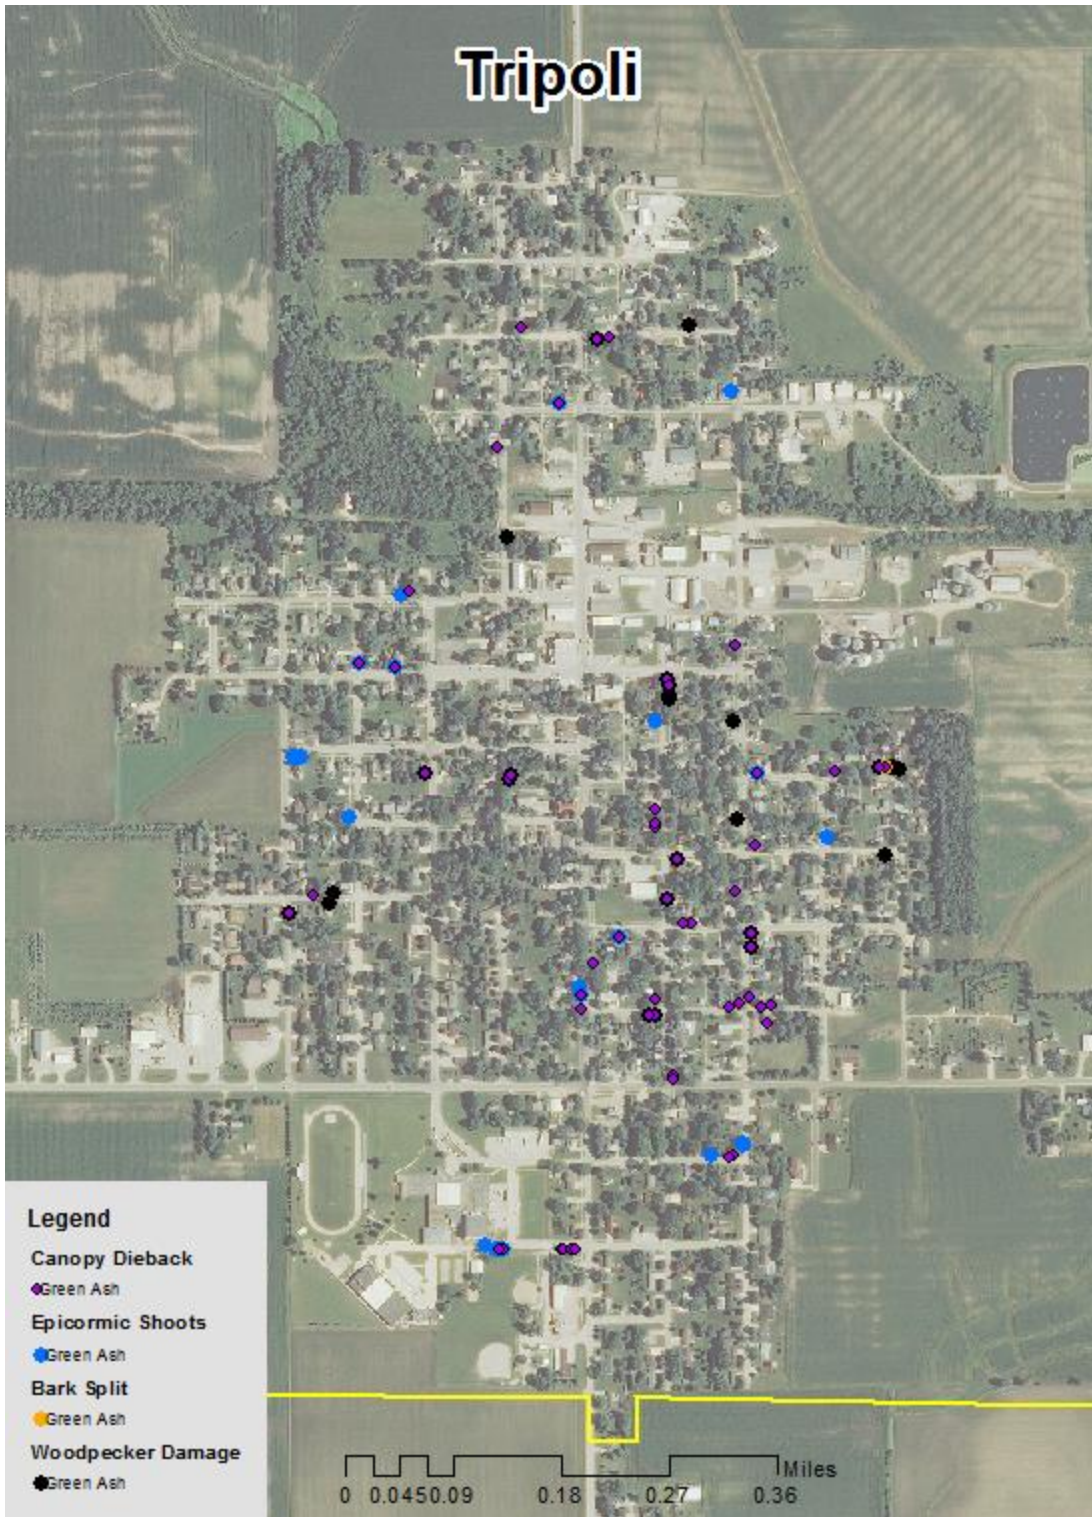 Tripoli
Legend
Canopy Dieback
Green Ash
Epicormic Shoots
Green Ash
Bark Split
Green Ash
Woodpecker Damage
Green Ash
Miles
0 0.0450.09 0.18 0.27 0.36